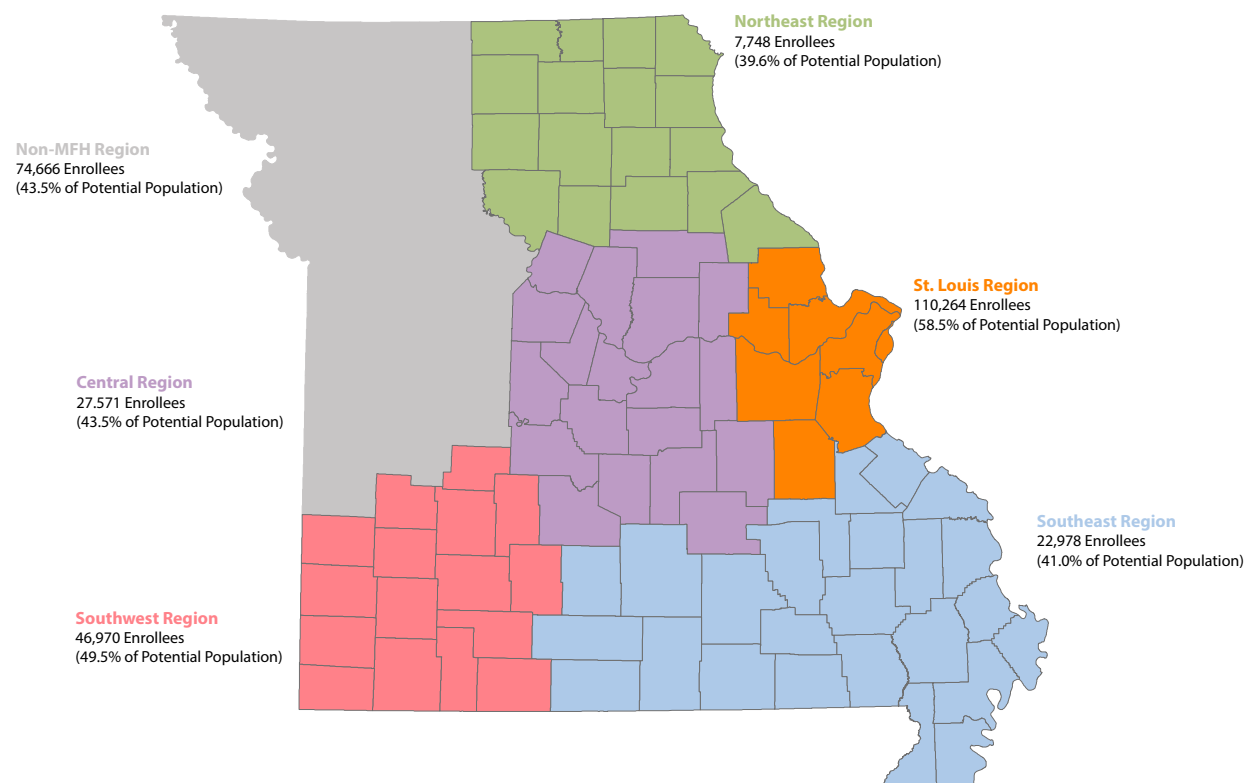 Northeast Region
7,748 Enrollees
(39.6% of Potential Population)
Non-MFH Region
74,666 Enrollees
(43.5% of Potential Population)
St. Louis Region
110,264 Enrollees
(58.5% of Potential Population)
Central Region
27.571 Enrollees
(43.5% of Potential Population)
Southeast Region
22,978 Enrollees
(41.0% of Potential Population)
Southwest Region
46,970 Enrollees
(49.5% of Potential Population)